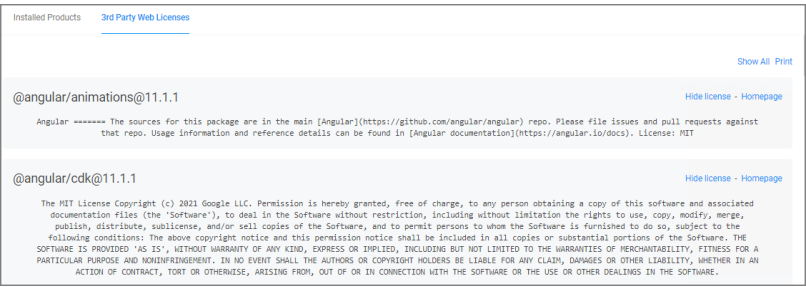 Installed Products 3rd Party Web Licenses
Show All Print
@angular/animations@11.1.1
Hide license - Homepage
Angular ======= The sources for this package are in the main [Angular](https://github.com/angular/angular) repo. Please file issues and pull requests against
that repo. Usage information and reference details can be found in [Angular documentation](https://angular.io/docs). License: MIT
@angular/cdk@11.1.1
Hide license - Homepage
The MIT License Copyright (c) 2021 Google LLC. Permission is hereby granted, free of charge, to any person obtaining a copy of this software and associated
documentation files (the 'Software'), to deal in the Software without restriction, including without limitation the rights to use, copy, modify, merge,
publish, distribute, sublicense, and/or sell copies of the Software, and to permit persons to whom the Software is furnished to do so, subject to the
following conditions: The above copyright notice and this permission notice shall be included in all copies or substantial portions of the Software. THE
SOFTWARE IS PROVIDED 'AS IS', WITHOUT WARRANTY OF ANY KIND, EXPRESS OR IMPLIED, INCLUDING BUT NOT LIMITED TO THE WARRANTIES OF MERCHANTABILITY, FITNESS FOR A
PARTICULAR PURPOSE AND NONINFRINGEMENT. IN NO EVENT SHALL THE AUTHORS OR COPYRIGHT HOLDERS BE LIABLE FOR ANY CLAIM, DAMAGES OR OTHER LIABILITY, WHETHER IN AN
ACTION OF CONTRACT, TORT OR OTHERWISE, ARISING FROM, OUT OF OR IN CONNECTION WITH THE SOFTWARE OR THE USE OR OTHER DEALINGS IN THE SOFTWARE.